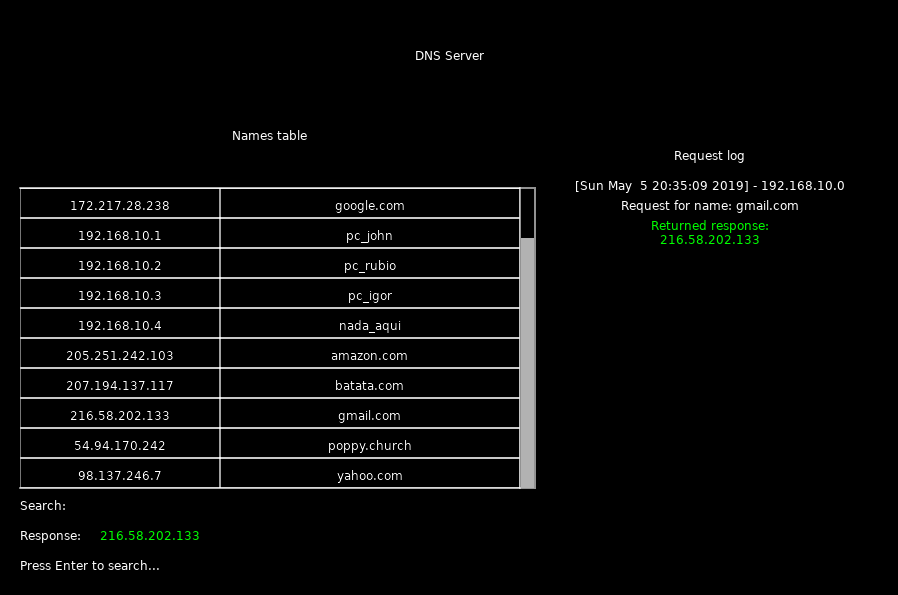 DNS Server
Names table
172.217.28.238 google.com
192.168.10.1 pc_john
192.168.10.2 pc_rubio
192.168.10.3 pc_igor
192.168.10.4 nada_aqui
205.251.242.103 amazon.com
207.194.137.117 batata.com
216.58.202.133 gmail.com
54.94.170.242 poppy.church
98.137.246.7 yahoo.com
Search:
Response: 216.58.202.133
Press Enter to search...
Request log
[Sun May  5 20:35:09 2019] - 192.168.10.0
Request for name: gmail.com
Returned response:
216.58.202.133